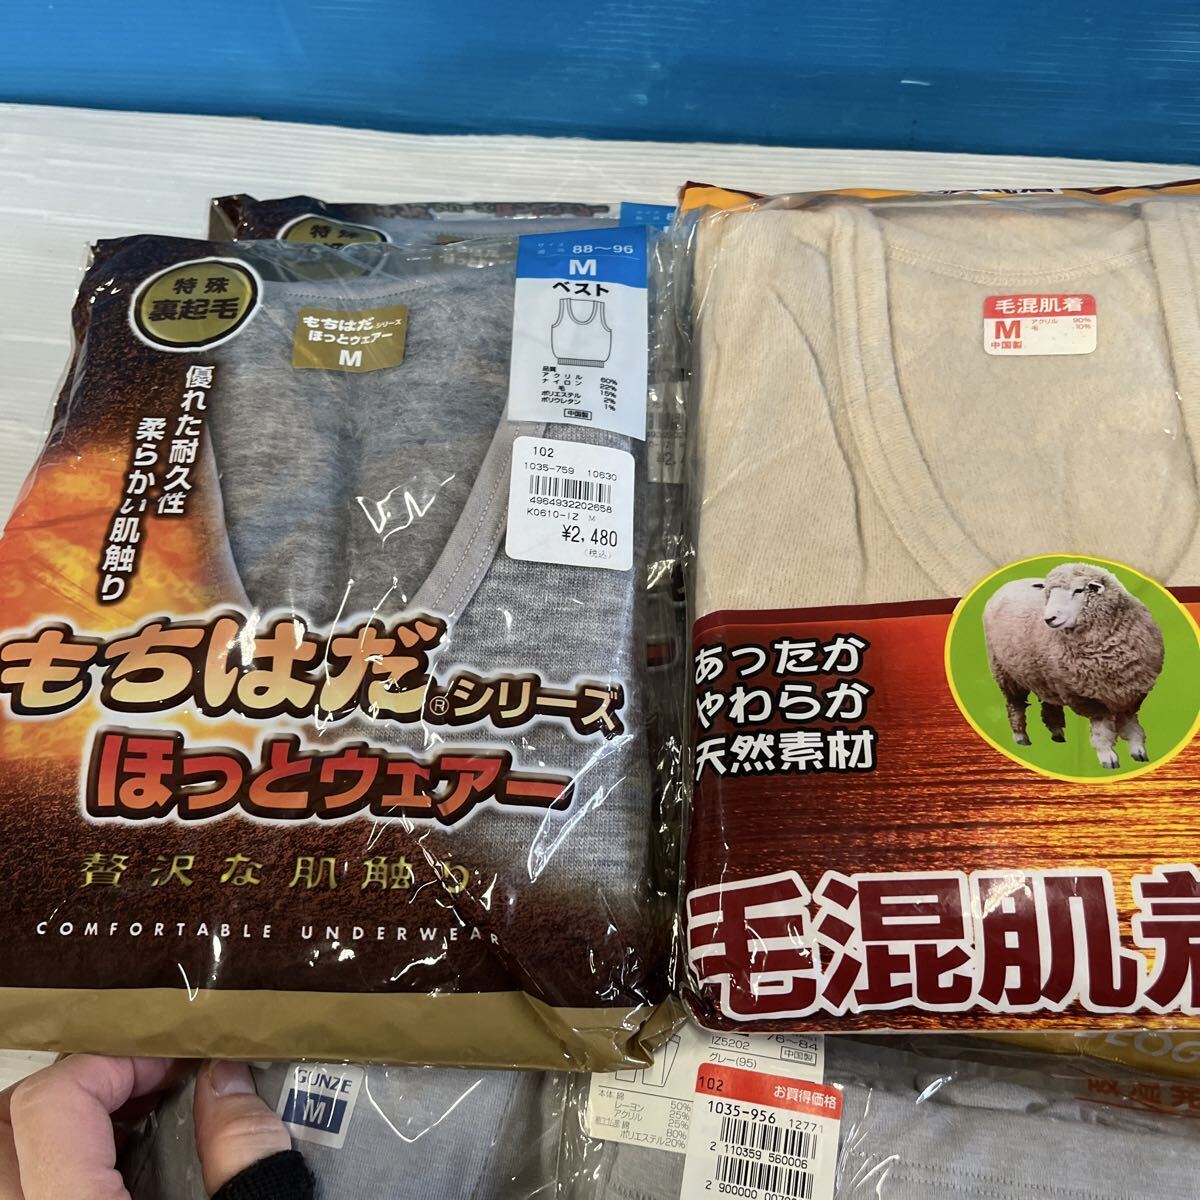 特殊
特殊
裏起毛
優れた耐久性
柔らかい肌触り
もちはだシリーズ
ほっとウェアー
M
サイズ
88〜96
M
ベスト
品質
アクリル 60%
ナイロン 22%
毛 15%
ポリエステル 2%
ポリウレタン 1%
中国製
102
1035-759 10630
4964932202658
K0610-IZ M
¥2,480
(税込)
もちはだ®シリーズ
ほっとウェアー
贅沢な肌触り
COMFORTABLE UNDERWEAR
毛混肌着
M
アクリル 90%
毛 10%
中国製
あったか
やわらか
天然素材
毛混肌着
GUNZE
M
IZ5202
76〜84
グレー(95)
中国製
本体 綿 50%
レーヨン 25%
アクリル 25%
綿 80%
ポリエステル20%
102
お買得価格
1035-956 12771
2 110359 560006